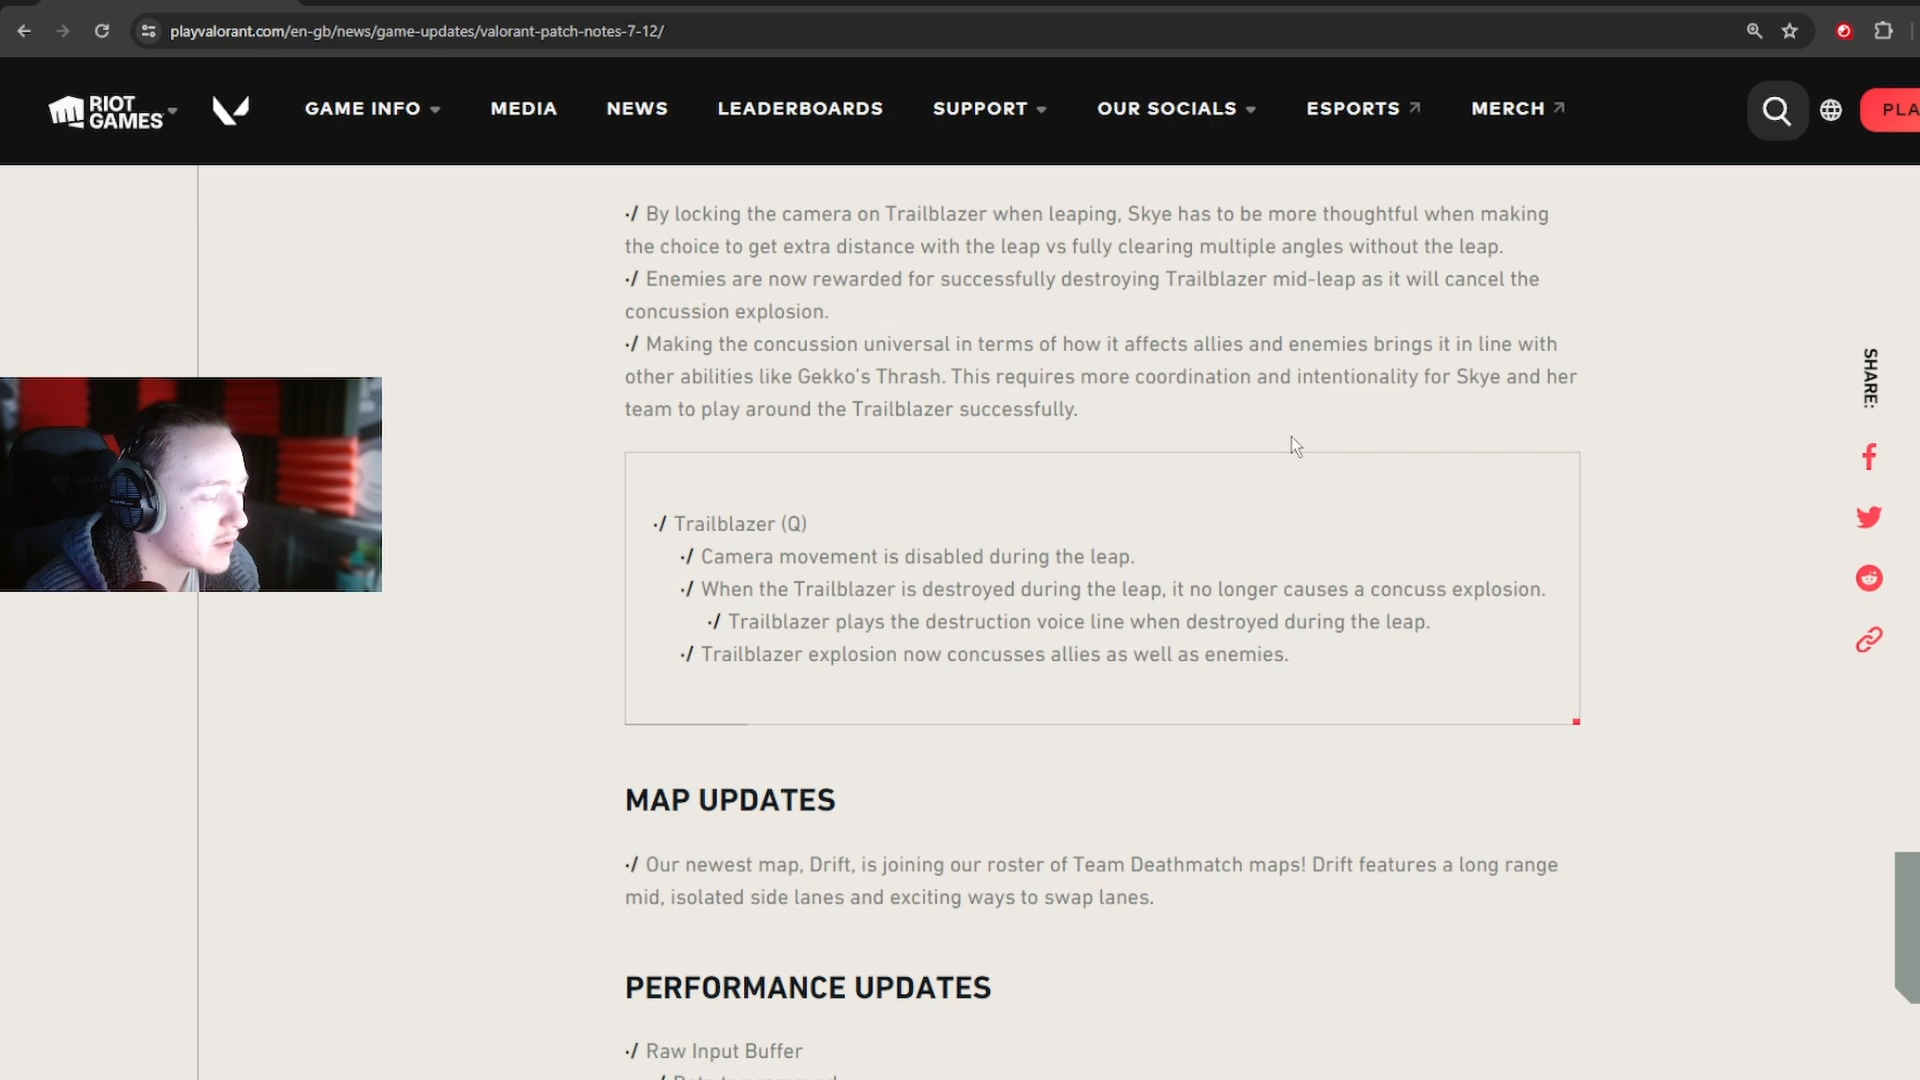 playvalorant.com/en-gb/news/game-updates/valorant-patch-notes-7-12/
RIOT GAMES
GAME INFO MEDIA NEWS LEADERBOARDS SUPPORT OUR SOCIALS ESPORTS MERCH PLA
·/ By locking the camera on Trailblazer when leaping, Skye has to be more thoughtful when making
the choice to get extra distance with the leap vs fully clearing multiple angles without the leap.
·/ Enemies are now rewarded for successfully destroying Trailblazer mid-leap as it will cancel the
concussion explosion.
·/ Making the concussion universal in terms of how it affects allies and enemies brings it in line with
other abilities like Gekko's Thrash. This requires more coordination and intentionality for Skye and her
team to play around the Trailblazer successfully.
SHARE:
·/ Trailblazer (Q)
·/ Camera movement is disabled during the leap.
·/ When the Trailblazer is destroyed during the leap, it no longer causes a concuss explosion.
·/ Trailblazer plays the destruction voice line when destroyed during the leap.
·/ Trailblazer explosion now concusses allies as well as enemies.
MAP UPDATES
·/ Our newest map, Drift, is joining our roster of Team Deathmatch maps! Drift features a long range
mid, isolated side lanes and exciting ways to swap lanes.
PERFORMANCE UPDATES
·/ Raw Input Buffer